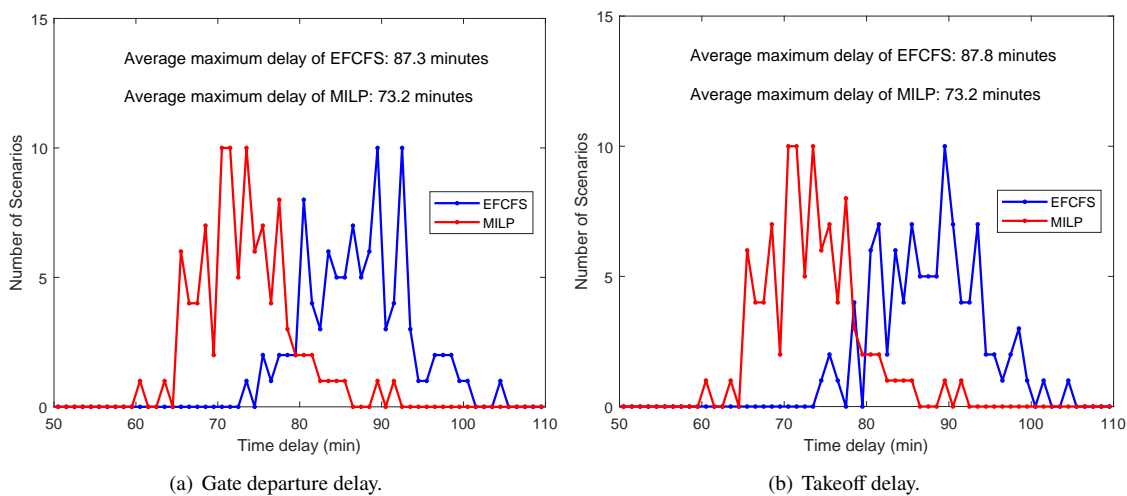 15
Average maximum delay of EFCFS: 87.3 minutes
Average maximum delay of MILP: 73.2 minutes
10
Number of Scenarios
EFCFS
MILP
5
0
50 60 70 80 90 100 110
Time delay (min)
(a) Gate departure delay.
15
Average maximum delay of EFCFS: 87.8 minutes
Average maximum delay of MILP: 73.2 minutes
10
Number of Scenarios
EFCFS
MILP
5
0
50 60 70 80 90 100 110
Time delay (min)
(b) Takeoff delay.